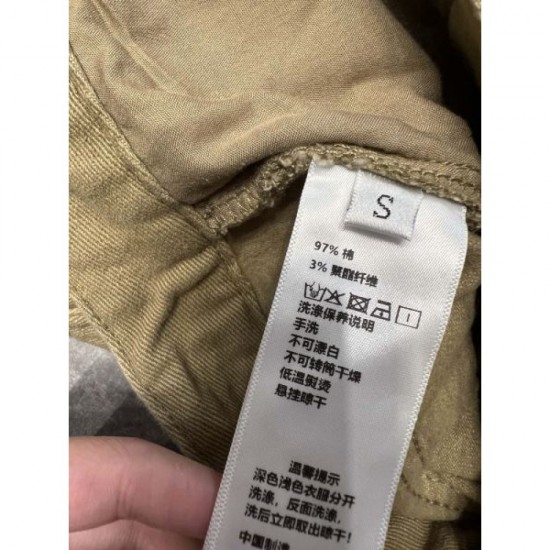 S
97% 棉
3% 聚酯纤维
洗涤保养说明
手洗
不可漂白
不可转筒干燥
低温熨烫
悬挂晾干
温馨提示
深色浅色衣服分开
洗涤，反面洗涤，
洗后立即取出晾干！
中国制造